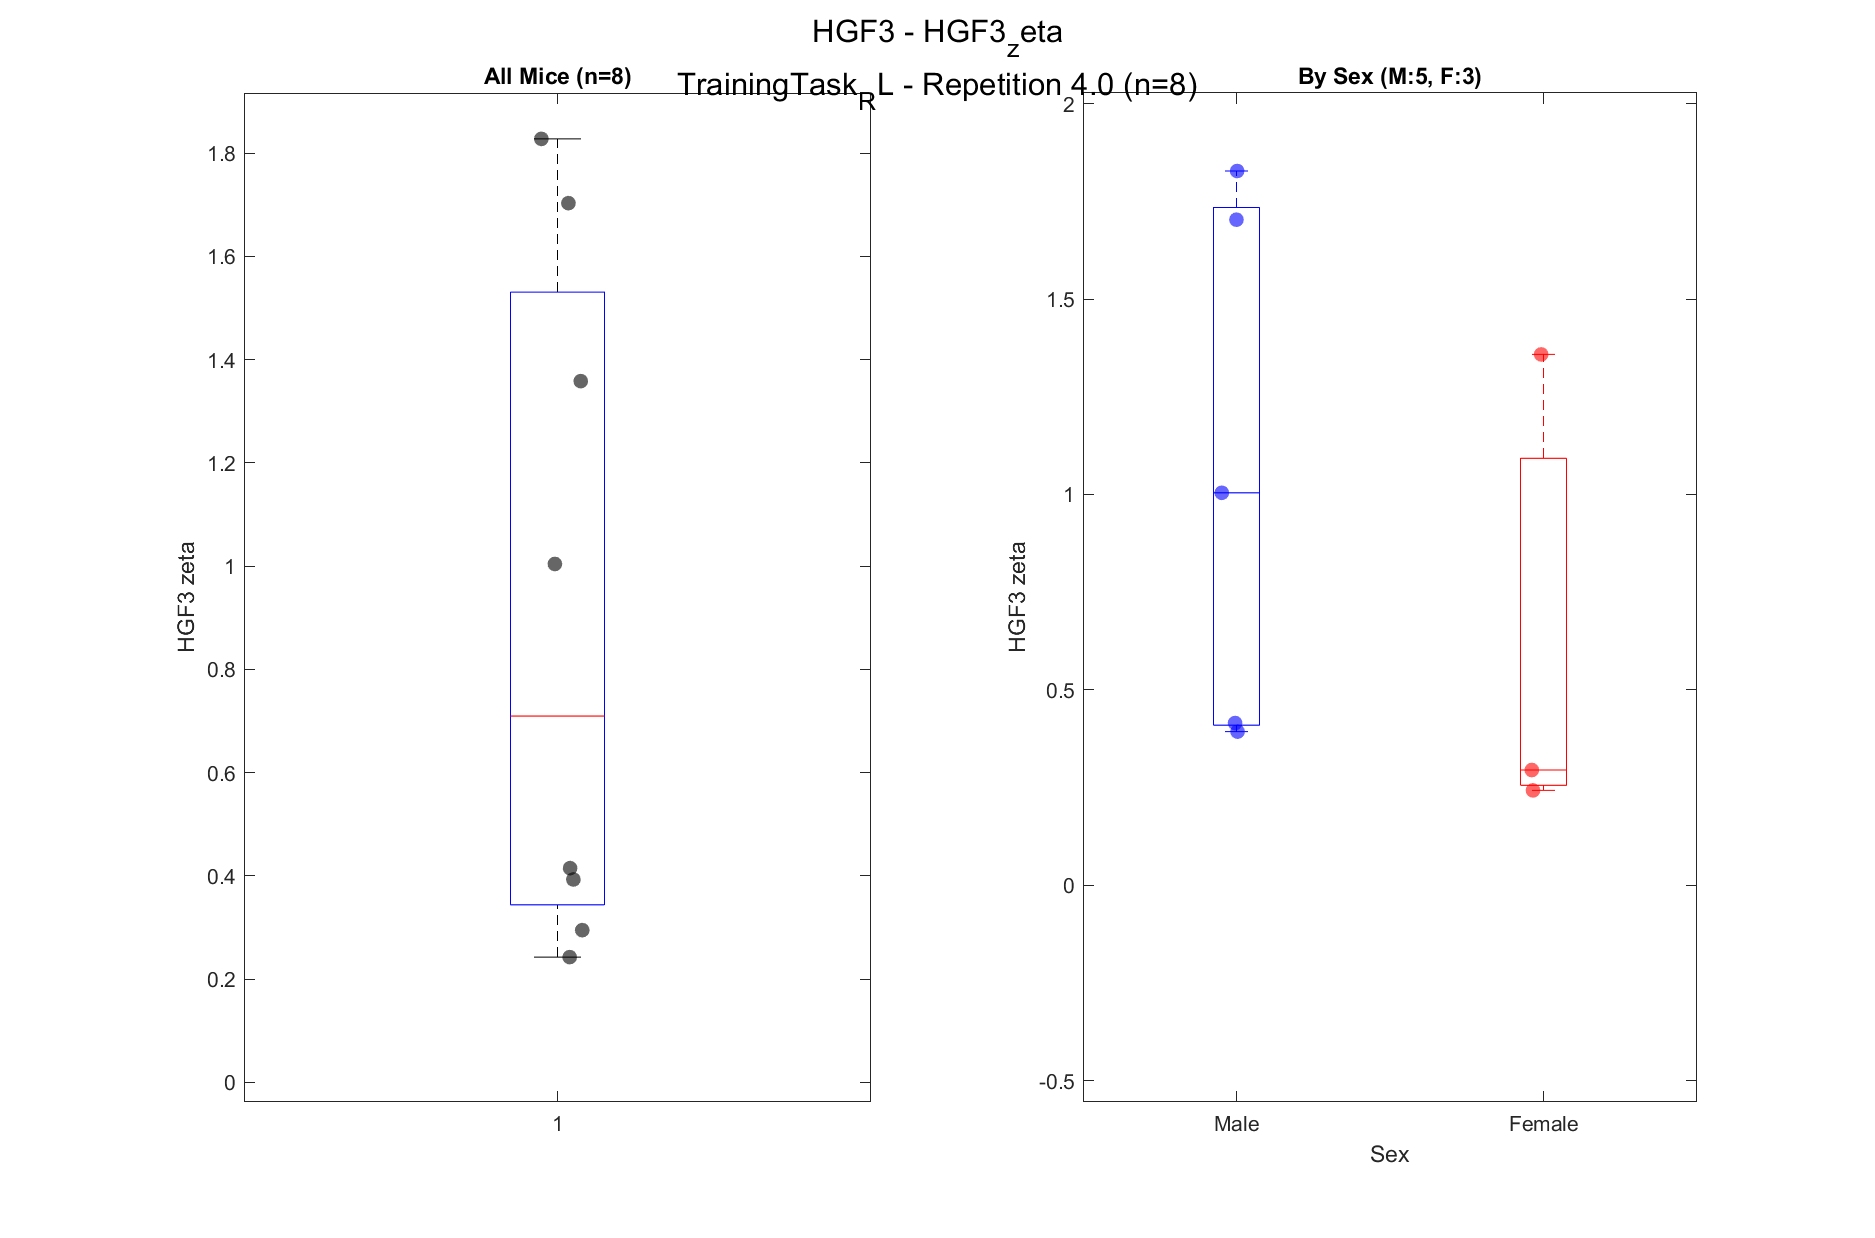 HGF3 - HGF3_zeta
TrainingTask_RL - Repetition 4.0 (n=8)
All Mice (n=8)
1.8
1.6
1.4
1.2
1
0.8
0.6
0.4
0.2
0
HGF3 zeta
1
By Sex (M:5, F:3)
2
1.5
1
0.5
0
-0.5
HGF3 zeta
Male
Female
Sex